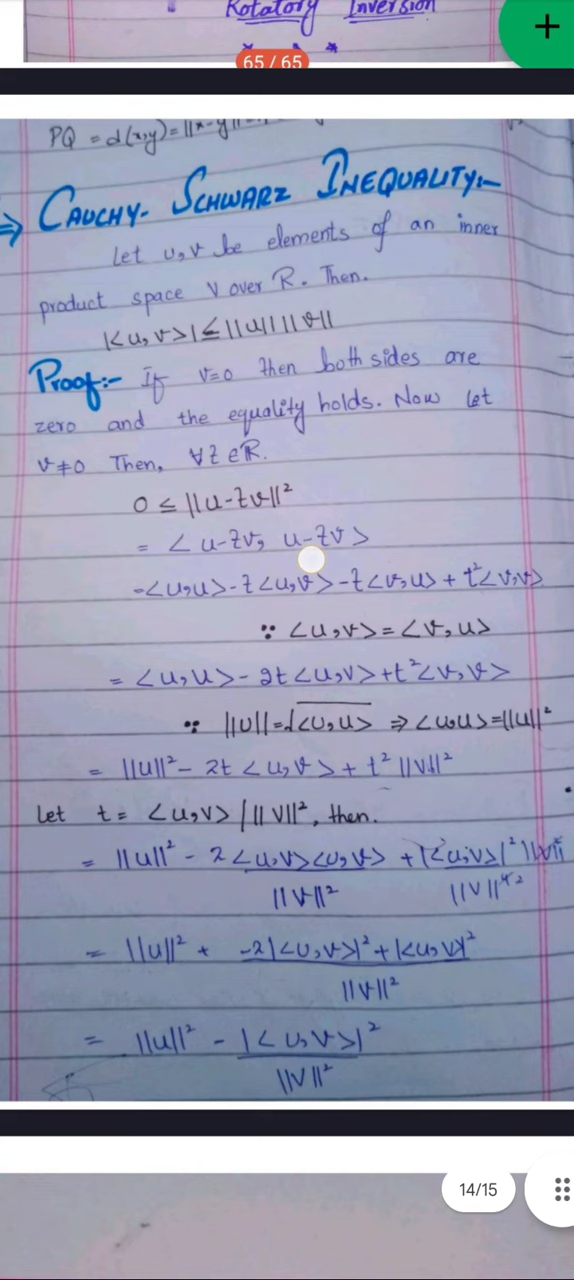 Rotatory Inversion
65 / 65
PQ = d(x,y) = ||x-y||
⇒ CAUCHY- SCHWARZ INEQUALITY:-
Let u,v be elements of an inner
product space V over R. Then.
|<u,v>| ≤ ||u|| ||v||
Proof:- If v=0 then both sides are
zero and the equality holds. Now let
v≠0 Then, ∀ t ∈ R.
0 ≤ ||u-tv||²
= <u-tv, u-tv>
=<u,u>-t<u,v>-t<v,u>+t²<v,v>
∵ <u,v>=<v,u>
= <u,u>-2t<u,v>+t²<v,v>
∵ ||u||=√<u,u> ⇒ <u,u>=||u||²
= ||u||²- 2t <u,v>+ t² ||v||²
Let t= <u,v> / ||v||², then.
= ||u||² - 2<u,v><u,v> + |<u,v>|² ||v||²
||v||² ||v||⁴²
= ||u||² + -2|<u,v>|²+|<u,v>|²
||v||²
= ||u||² - |<u,v>|²
||v||²
14/15